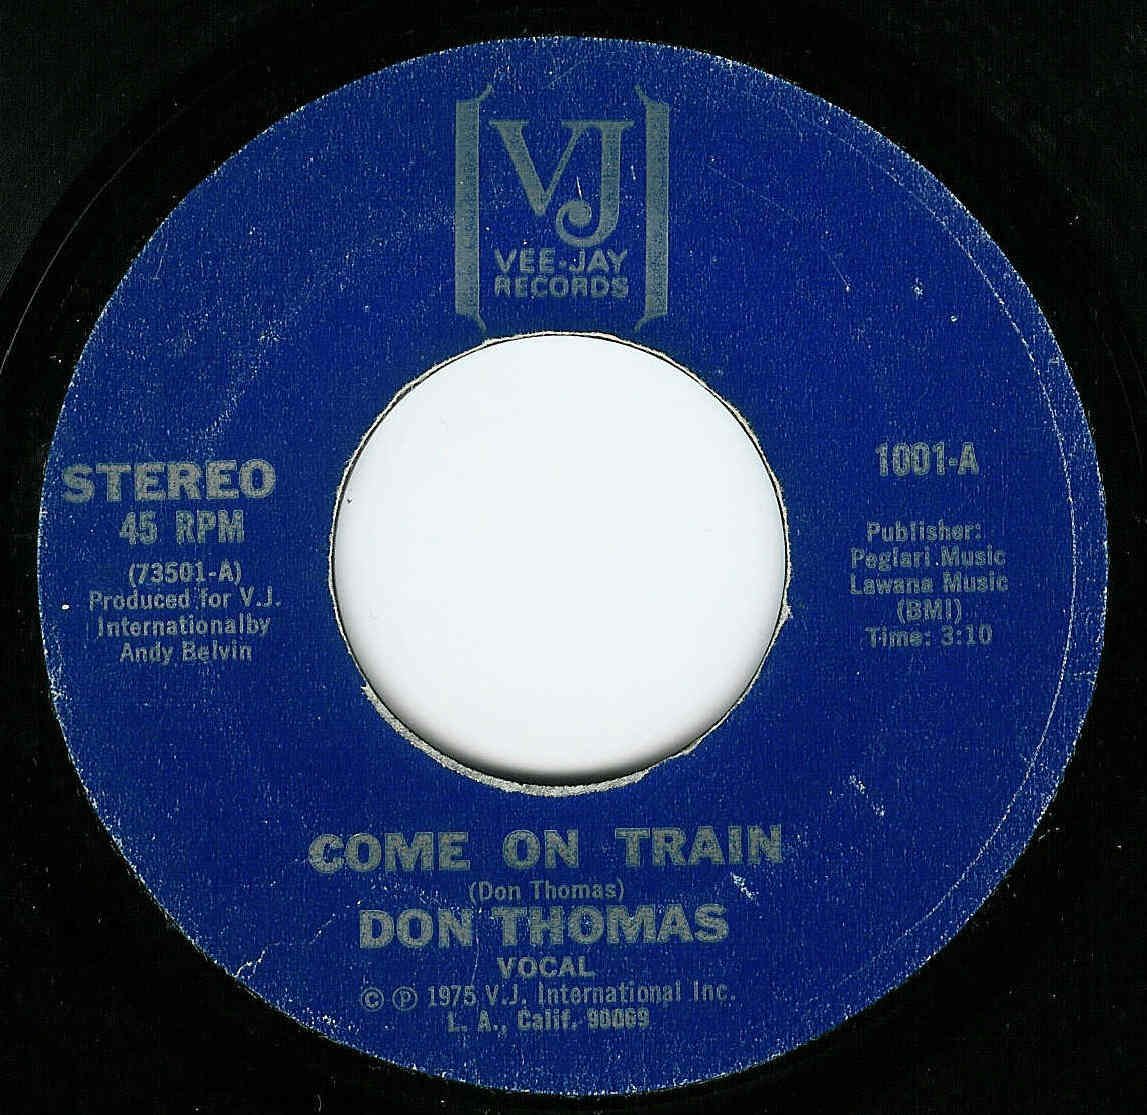 VJ
VEE-JAY
RECORDS
STEREO
45 RPM
(73501-A)
Produced for V.J.
Internationalby
Andy Belvin
1001-A
Publisher:
Peglari Music
Lawana Music
(BMI)
Time: 3:10
COME ON TRAIN
(Don Thomas)
DON THOMAS
VOCAL
© ℗ 1975 V.J. International Inc.
L. A., Calif. 90069